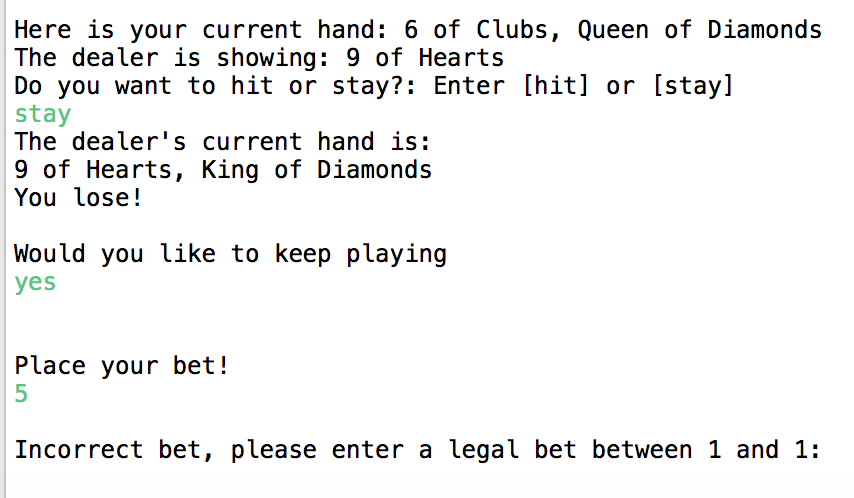 Here is your current hand: 6 of Clubs, Queen of Diamonds
The dealer is showing: 9 of Hearts
Do you want to hit or stay?: Enter [hit] or [stay]
stay
The dealer's current hand is:
9 of Hearts, King of Diamonds
You lose!
Would you like to keep playing
yes
Place your bet!
5
Incorrect bet, please enter a legal bet between 1 and 1: